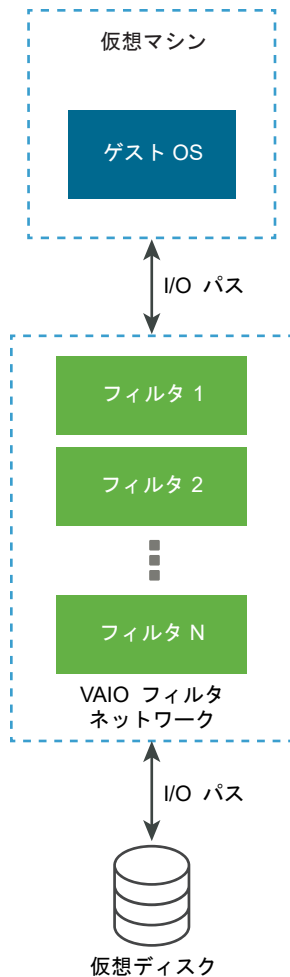 仮想マシン
ゲスト OS
I/O パス
フィルタ 1
フィルタ 2
フィルタ N
VAIO フィルタ
ネットワーク
I/O パス
仮想ディスク